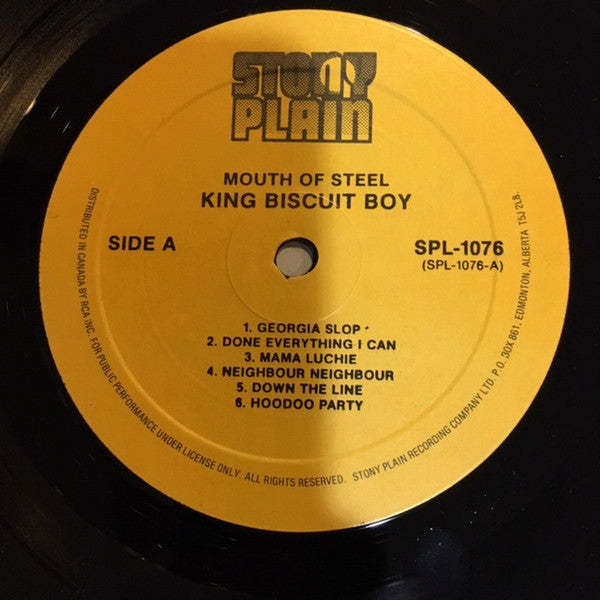 STONY
PLAIN
MOUTH OF STEEL
KING BISCUIT BOY
SIDE A
SPL-1076
(SPL-1076-A)
1. GEORGIA SLOP
2. DONE EVERYTHING I CAN
3. MAMA LUCHIE
4. NEIGHBOUR NEIGHBOUR
5. DOWN THE LINE
6. HOODOO PARTY
DISTRIBUTED IN CANADA BY RCA INC. FOR PUBLIC PERFORMANCE UNDER LICENSE ONLY. ALL RIGHTS RESERVED. STONY PLAIN RECORDING COMPANY LTD. P.O. 30X 861, EDMONTON, ALBERTA T5J 2L8.